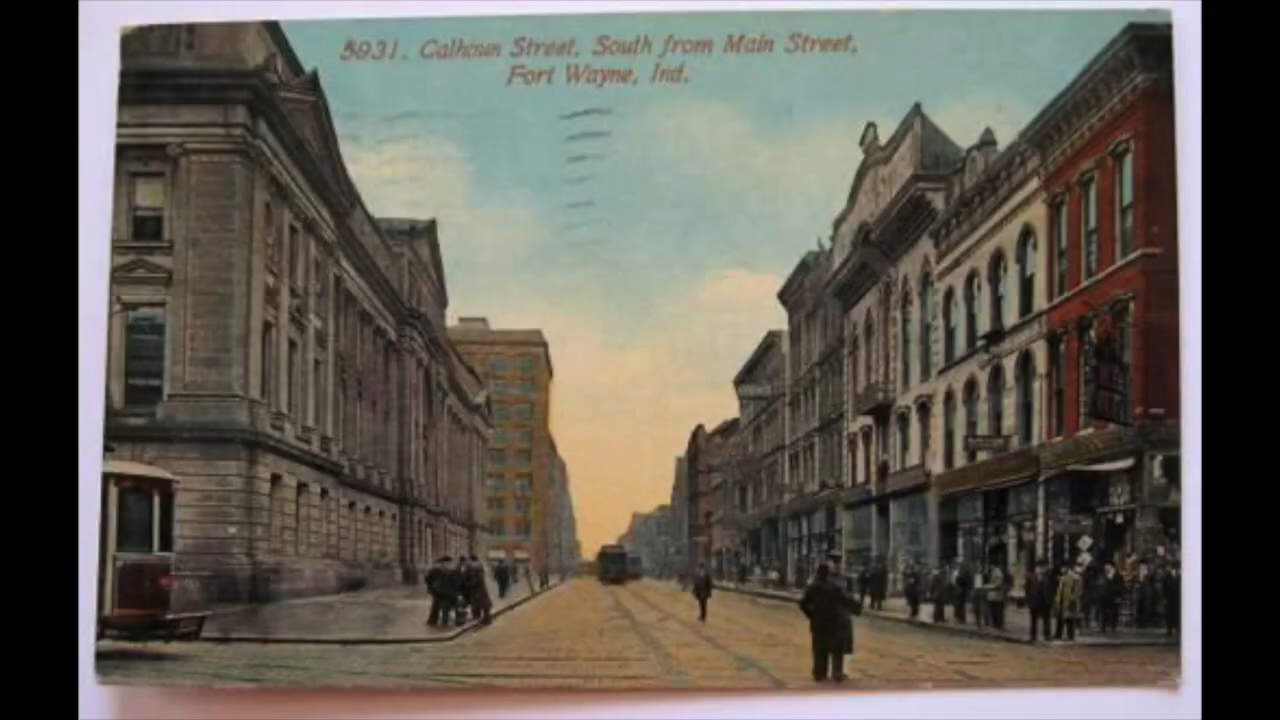 5931. Calhoun Street, South from Main Street,
Fort Wayne, Ind.